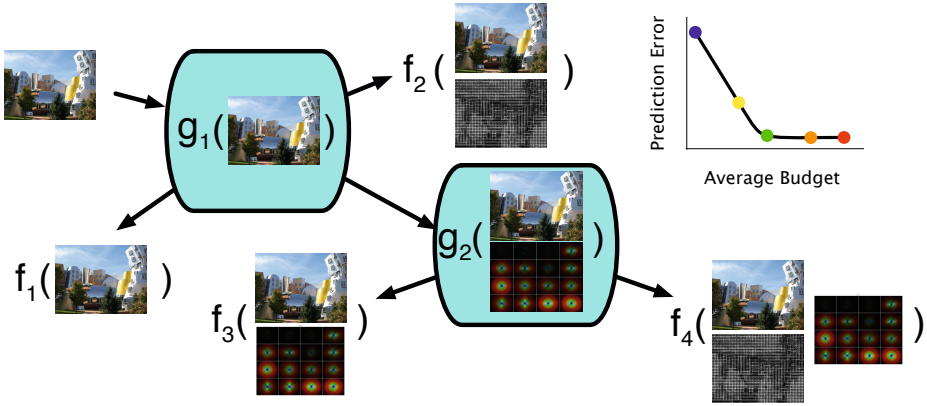 g1( )
f2( )
Prediction Error
Average Budget
f1( )
g2( )
f3( )
f4( )